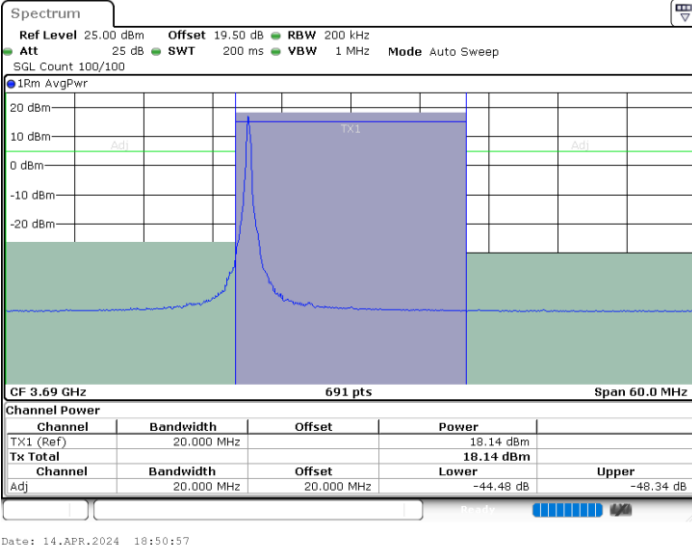 Spectrum
Ref Level 25.00 dBm Offset 19.50 dB RBW 200 kHz
Att 25 dB SWT 200 ms VBW 1 MHz Mode Auto Sweep
SGL Count 100/100
1Rm AvgPwr
20 dBm
TX1
10 dBm
Adj Adj
0 dBm
-10 dBm
-20 dBm
CF 3.69 GHz 691 pts Span 60.0 MHz
Channel Power
Channel Bandwidth Offset Power
TX1 (Ref) 20.000 MHz 18.14 dBm
Tx Total 18.14 dBm
Channel Bandwidth Offset Lower Upper
Adj 20.000 MHz 20.000 MHz -44.48 dB -48.34 dB
Ready
Date: 14.APR.2024 18:50:57